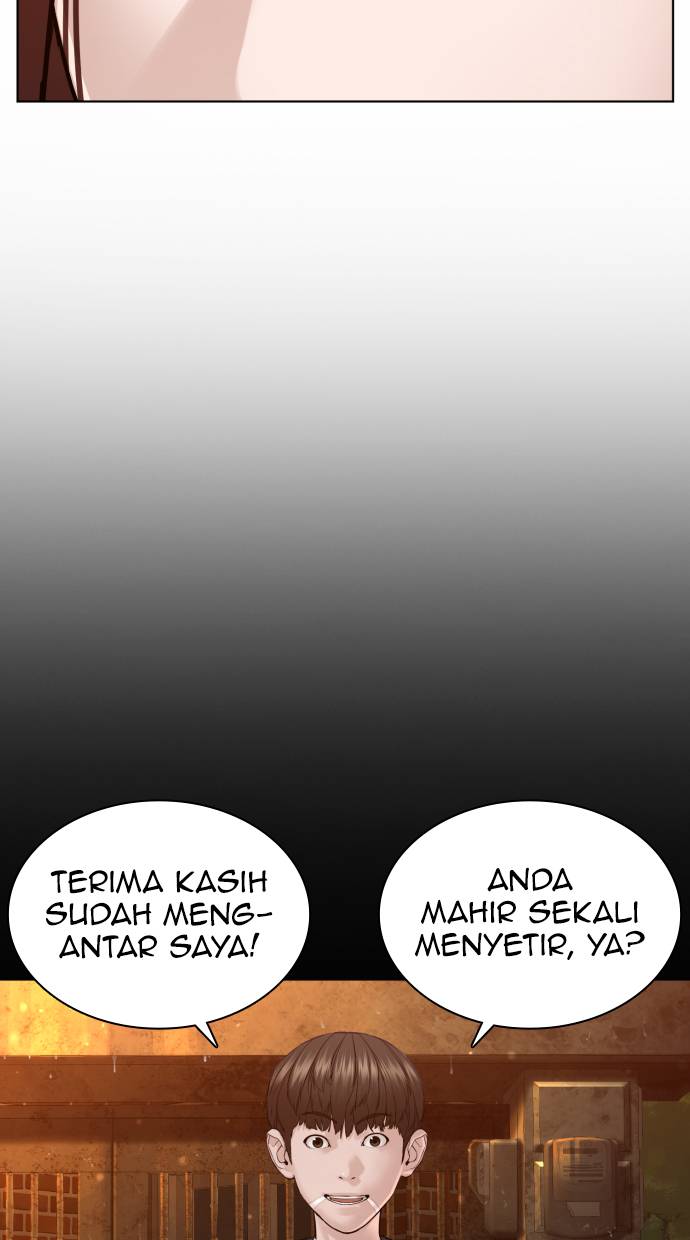 TERIMA KASIH
SUDAH MENG-
ANTAR SAYA!
ANDA
MAHIR SEKALI
MENYETIR, YA?